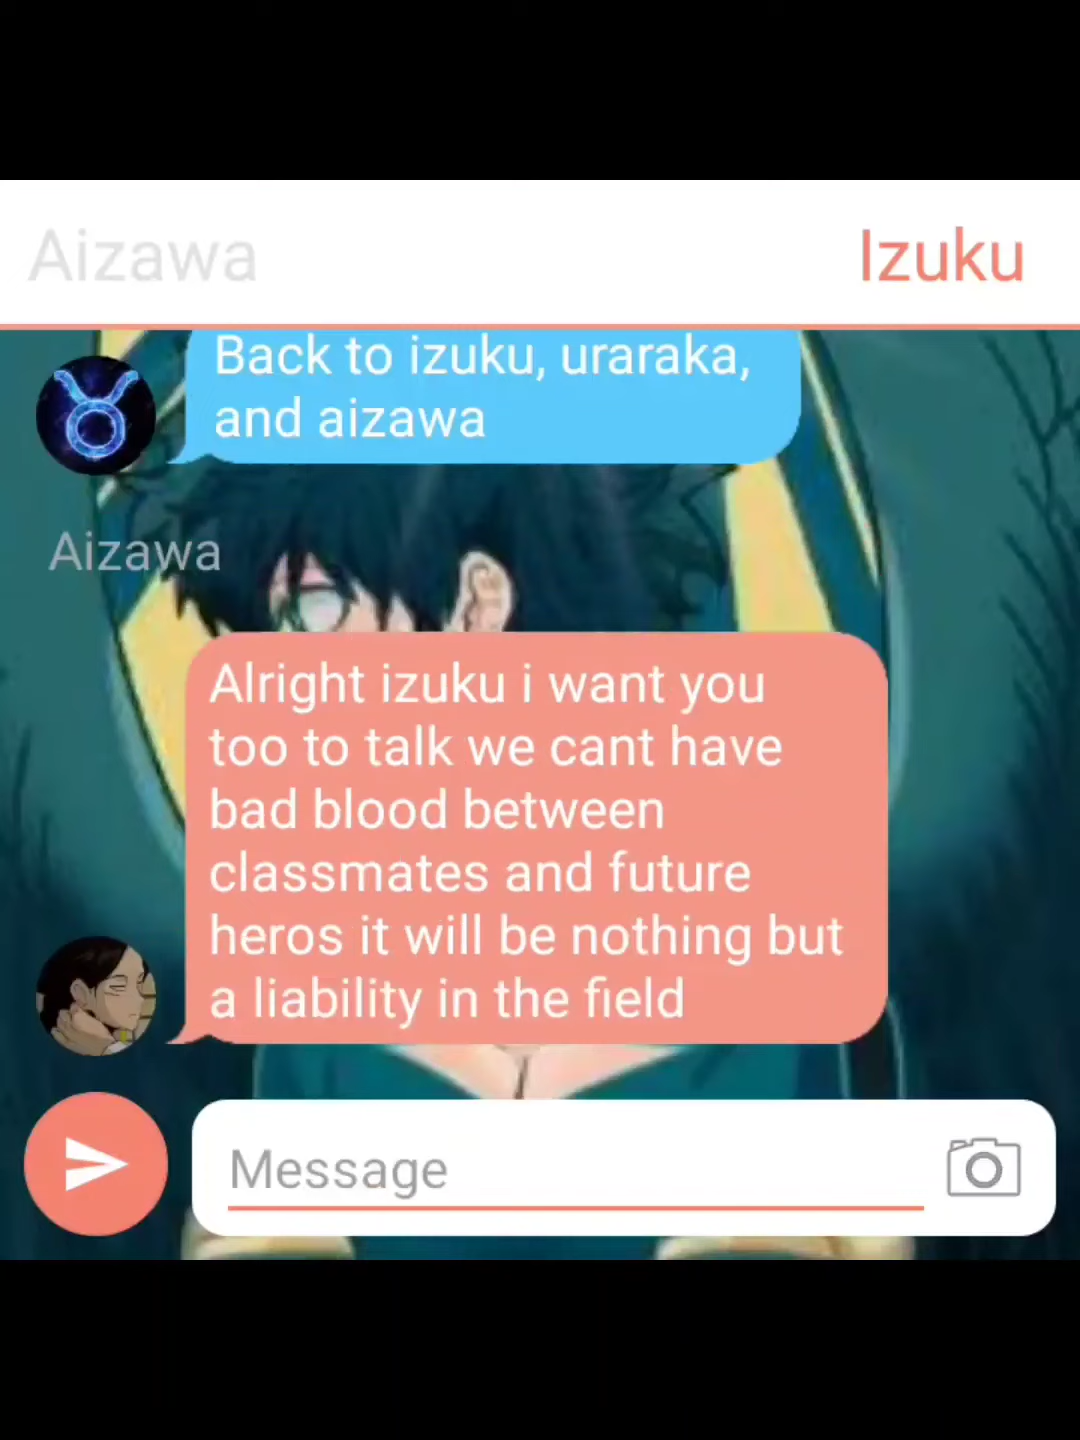 Aizawa Izuku
Back to izuku, uraraka,
and aizawa
Aizawa
Alright izuku i want you
too to talk we cant have
bad blood between
classmates and future
heros it will be nothing but
a liability in the field
Message